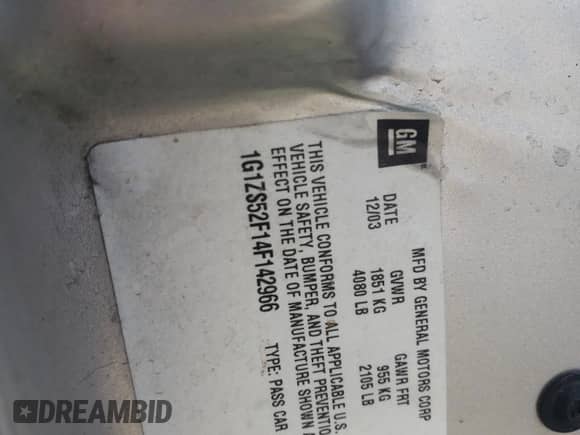 GM
MFD BY GENERAL MOTORS CORP
DATE GVWR GAWR FRT
12/03 1851 KG 955 KG
4080 LB 2105 LB
THIS VEHICLE CONFORMS TO ALL APPLICABLE U.S.
VEHICLE SAFETY, BUMPER, AND THEFT PREVENTIO
EFFECT ON THE DATE OF MANUFACTURE SHOWN A
1G1ZS52F14F142966 TYPE: PASS CAR
DREAMBID